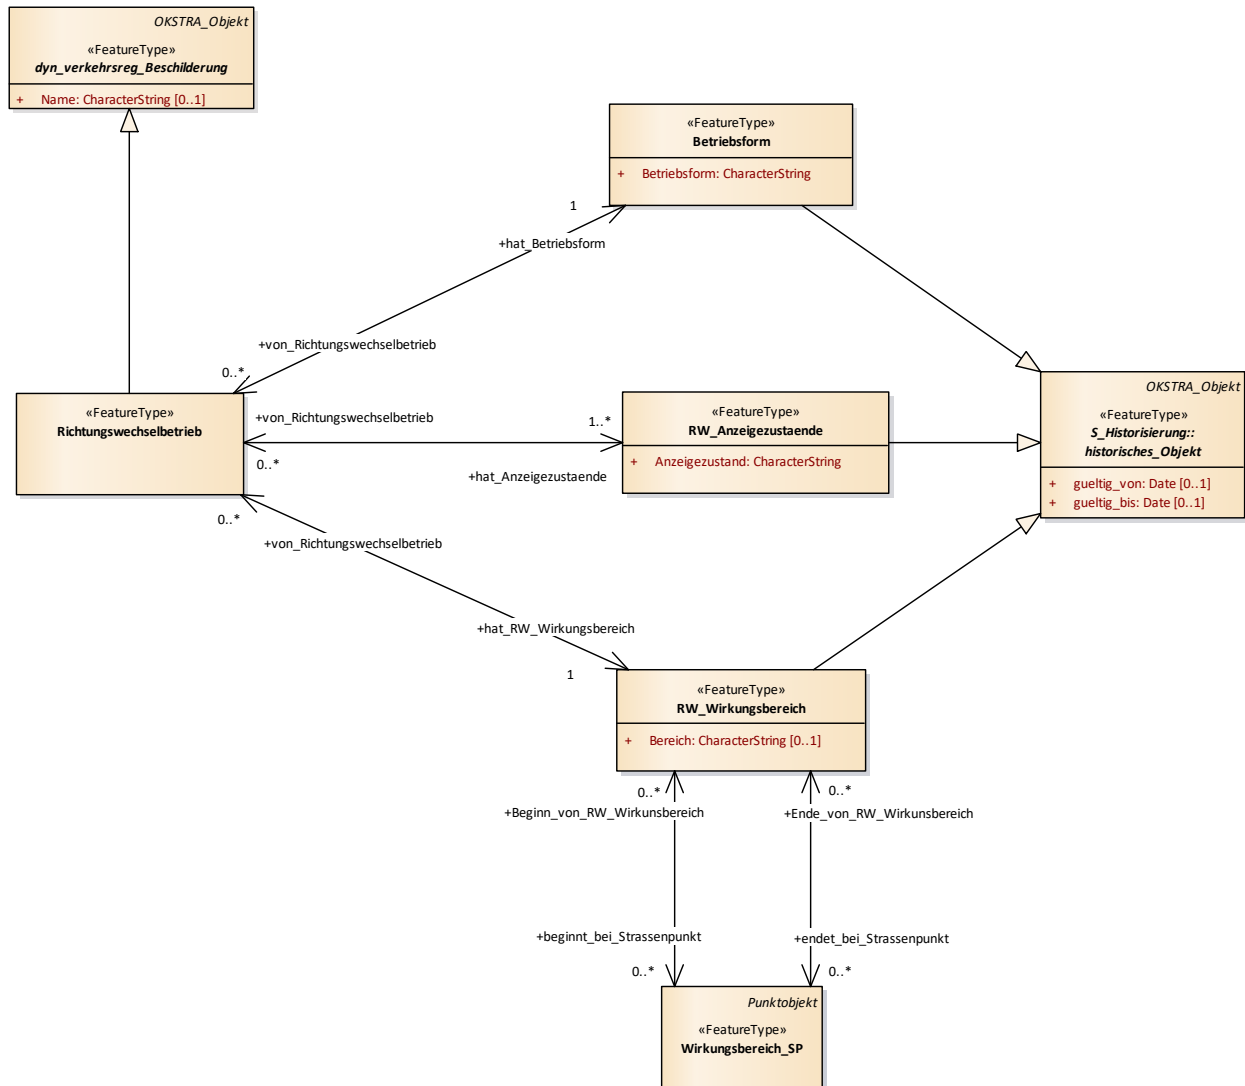 OKSTRA_Objekt
«FeatureType»
dyn_verkehrsreg_Beschilderung
+ Name: CharacterString [0..1]
«FeatureType»
Betriebsform
+ Betriebsform: CharacterString
1
+hat_Betriebsform
+von_Richtungswechselbetrieb
0..*
«FeatureType»
Richtungswechselbetrieb
+von_Richtungswechselbetrieb
0..*
1..*
+hat_Anzeigezustaende
«FeatureType»
RW_Anzeigezustaende
+ Anzeigezustand: CharacterString
OKSTRA_Objekt
«FeatureType»
S_Historisierung::
historisches_Objekt
+ gueltig_von: Date [0..1]
+ gueltig_bis: Date [0..1]
0..*
+von_Richtungswechselbetrieb
+hat_RW_Wirkungsbereich
1
«FeatureType»
RW_Wirkungsbereich
+ Bereich: CharacterString [0..1]
0..*
+Beginn_von_RW_Wirkunsbereich
0..*
+Ende_von_RW_Wirkunsbereich
+beginnt_bei_Strassenpunkt
0..*
+endet_bei_Strassenpunkt
0..*
Punktobjekt
«FeatureType»
Wirkungsbereich_SP